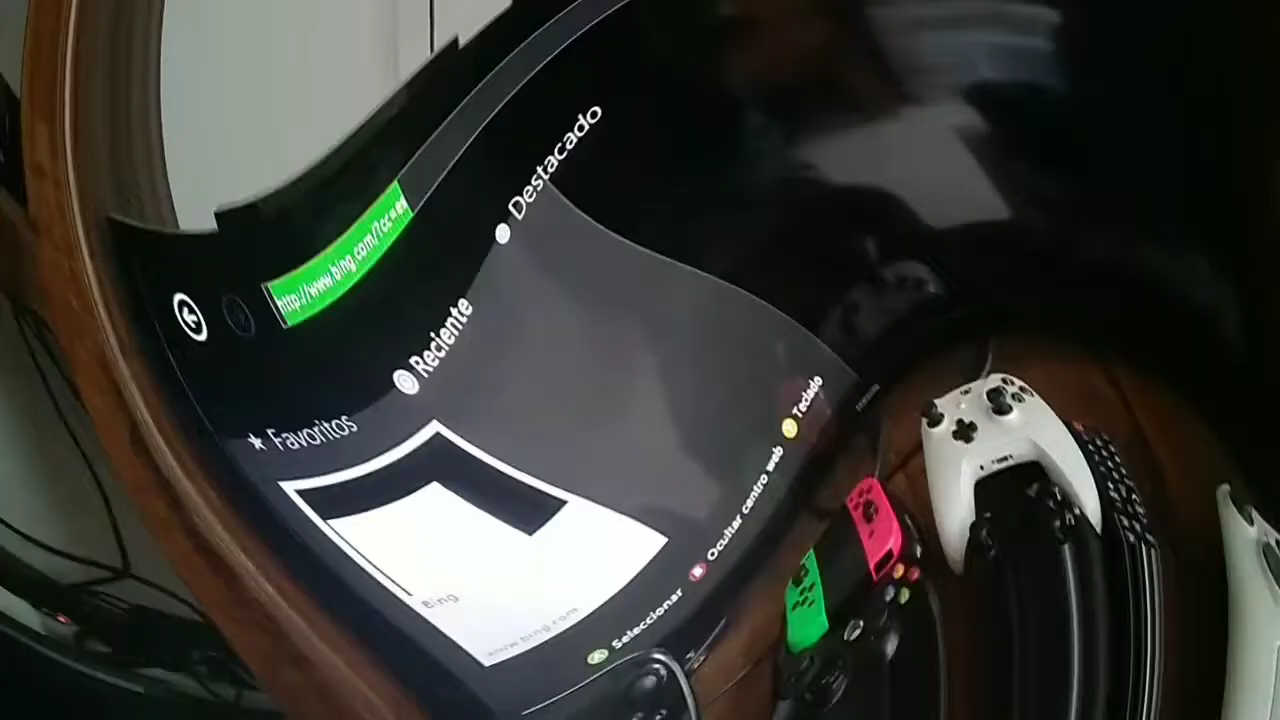 http://www.bing.com/?cc=es
Destacado
Reciente
Favoritos
Bing
www.bing.com
Seleccionar
Ocultar centro web
Teclado